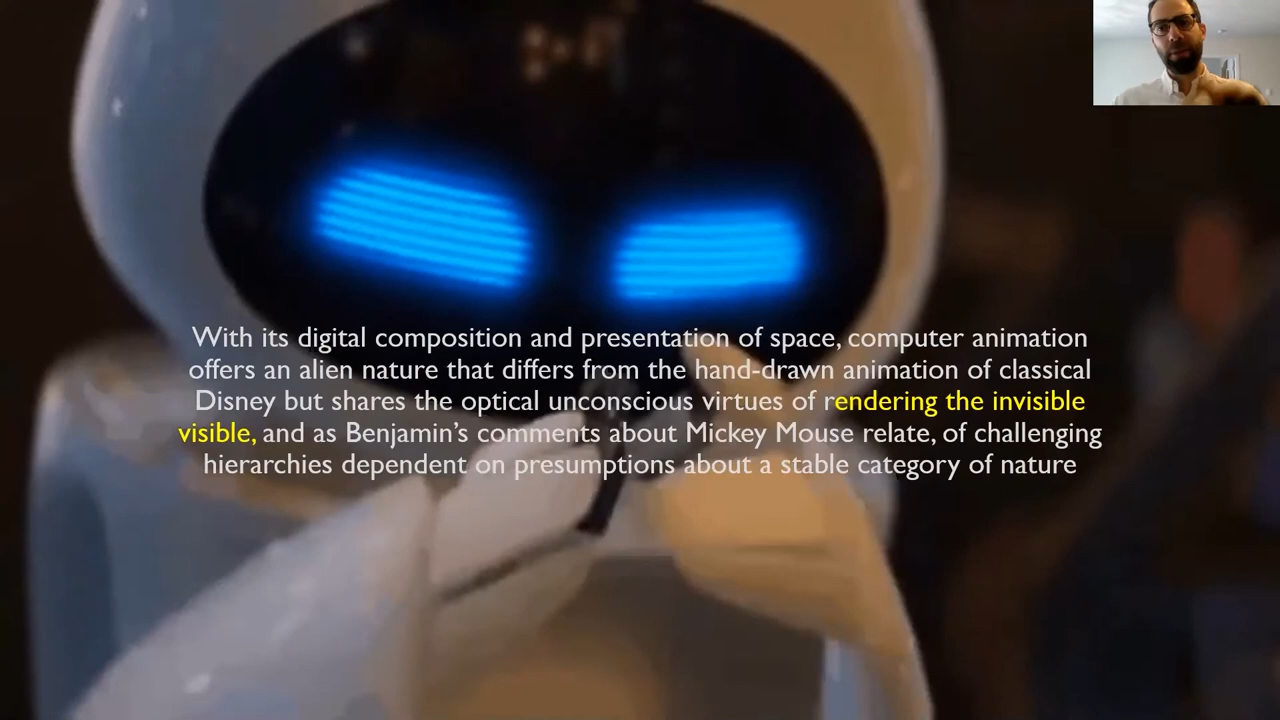 With its digital composition and presentation of space, computer animation
offers an alien nature that differs from the hand-drawn animation of classical
Disney but shares the optical unconscious virtues of rendering the invisible
visible, and as Benjamin's comments about Mickey Mouse relate, of challenging
hierarchies dependent on presumptions about a stable category of nature